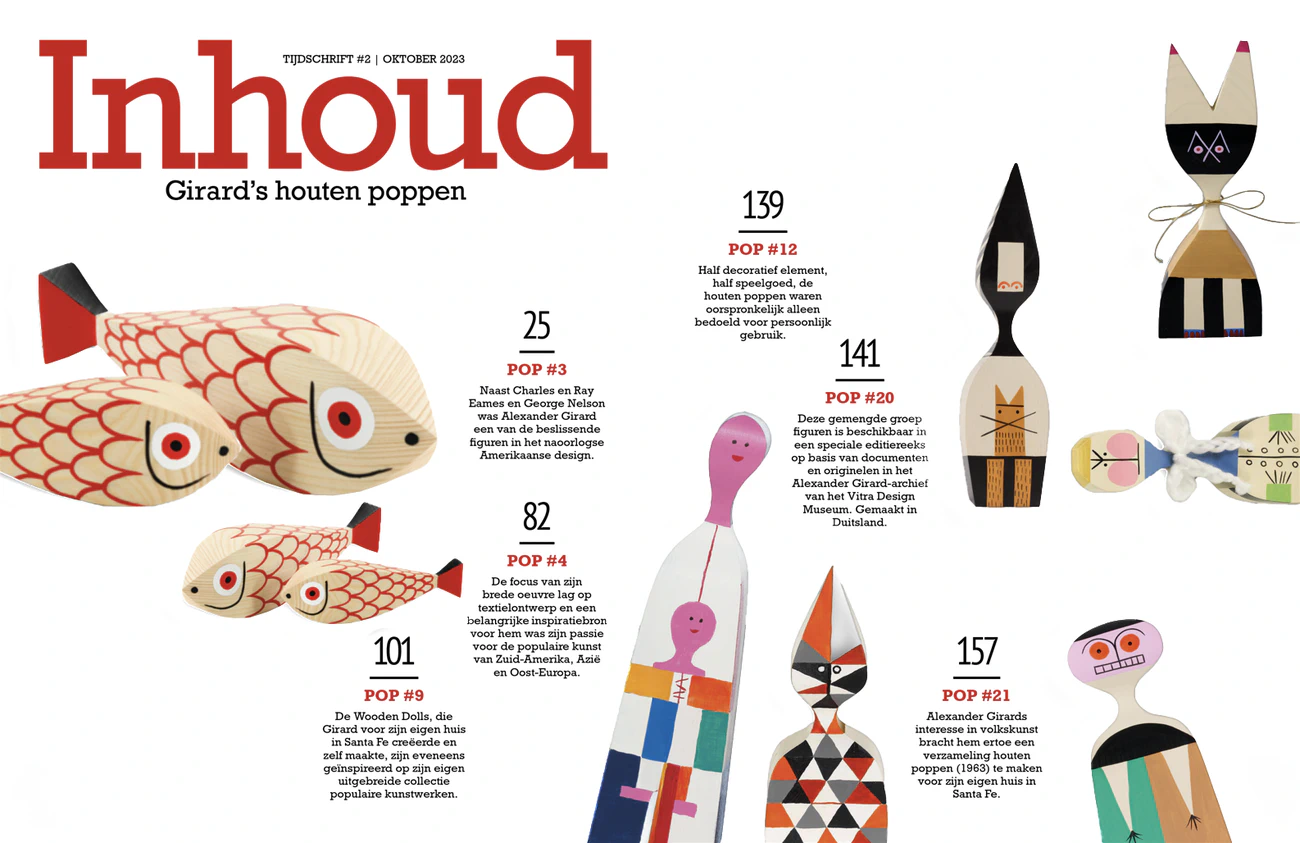 TIJDSCHRIFT #2 | OKTOBER 2023
Inhoud
Girard's houten poppen
25
POP #3
Naast Charles en Ray
Eames en George Nelson
was Alexander Girard
een van de beslissende
figuren in het naoorlogse
Amerikaanse design.
82
POP #4
De focus van zijn
brede oeuvre lag op
textielontwerp en een
belangrijke inspiratiebron
voor hem was zijn passie
voor de populaire kunst
van Zuid-Amerika, Azië
en Oost-Europa.
101
POP #9
De Wooden Dolls, die
Girard voor zijn eigen huis
in Santa Fe creëerde en
zelf maakte, zijn eveneens
geïnspireerd op zijn eigen
uitgebreide collectie
populaire kunstwerken.
139
POP #12
Half decoratief element,
half speelgoed, de
houten poppen waren
oorspronkelijk alleen
bedoeld voor persoonlijk
gebruik.
141
POP #20
Deze gemengde groep
figuren is beschikbaar in
een speciale editiereeks
op basis van documenten
en originelen in het
Alexander Girard-archief
van het Vitra Design
Museum. Gemaakt in
Duitsland.
157
POP #21
Alexander Girards
interesse in volkskunst
bracht hem ertoe een
verzameling houten
poppen (1963) te maken
voor zijn eigen huis in
Santa Fe.